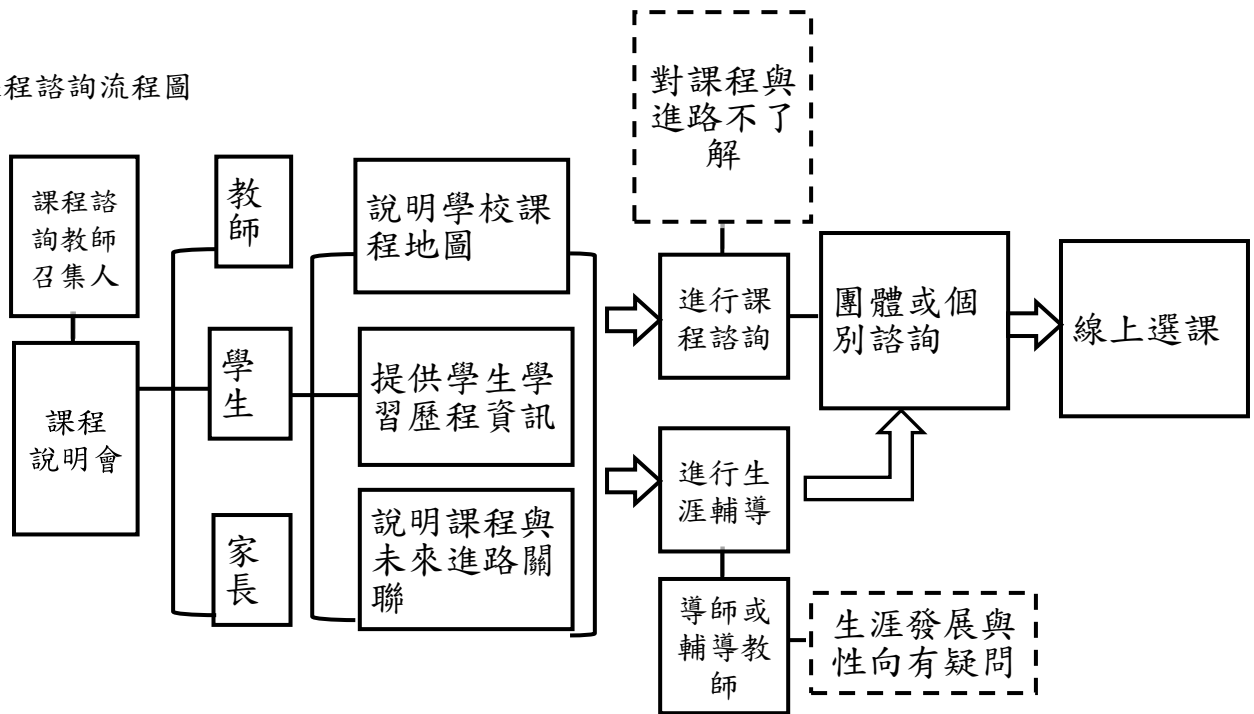 程諮詢流程圖
課程諮
詢教師
召集人
課程
說明會
教
師
學
生
家
長
說明學校課
程地圖
提供學生學
習歷程資訊
說明課程與
未來進路關
聯
對課程與
進路不了
解
進行課
程諮詢
進行生
涯輔導
導師或
輔導教
師
生涯發展與
性向有疑問
團體或個
別諮詢
線上選課